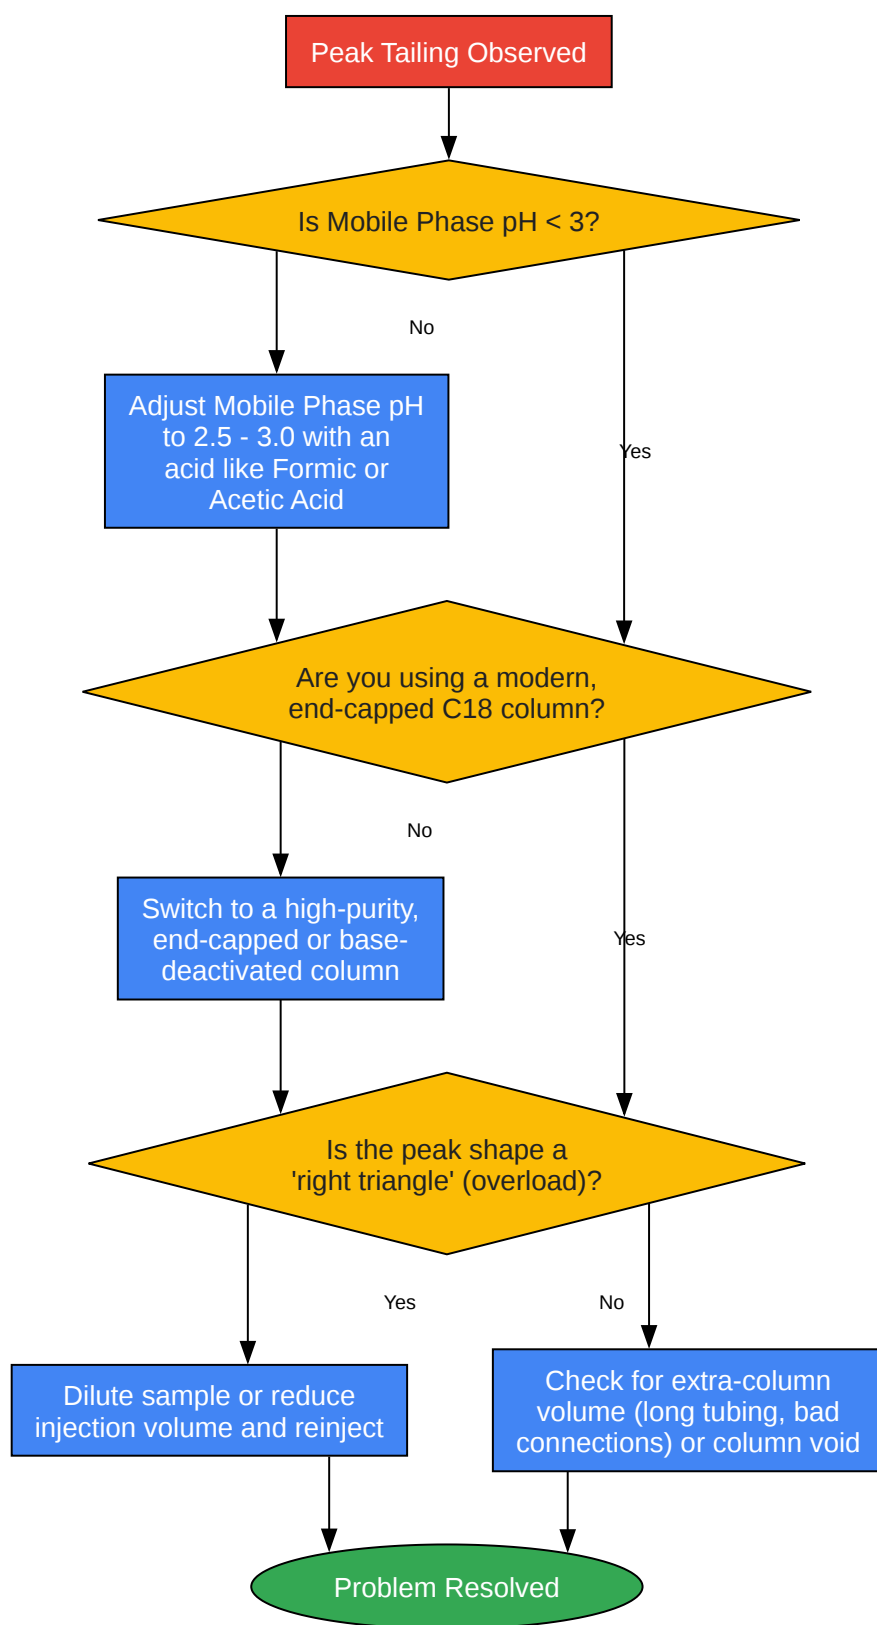 Peak Tailing Observed
Is Mobile Phase pH < 3?
No
Adjust Mobile Phase pH
to 2.5 - 3.0 with an
acid like Formic or
Acetic Acid
Yes
Are you using a modern,
end-capped C18 column?
No
Switch to a high-purity,
end-capped or base-
deactivated column
Yes
Is the peak shape a
'right triangle' (overload)?
Yes
No
Dilute sample or reduce
injection volume and reinject
Check for extra-column
volume (long tubing, bad
connections) or column void
Problem Resolved